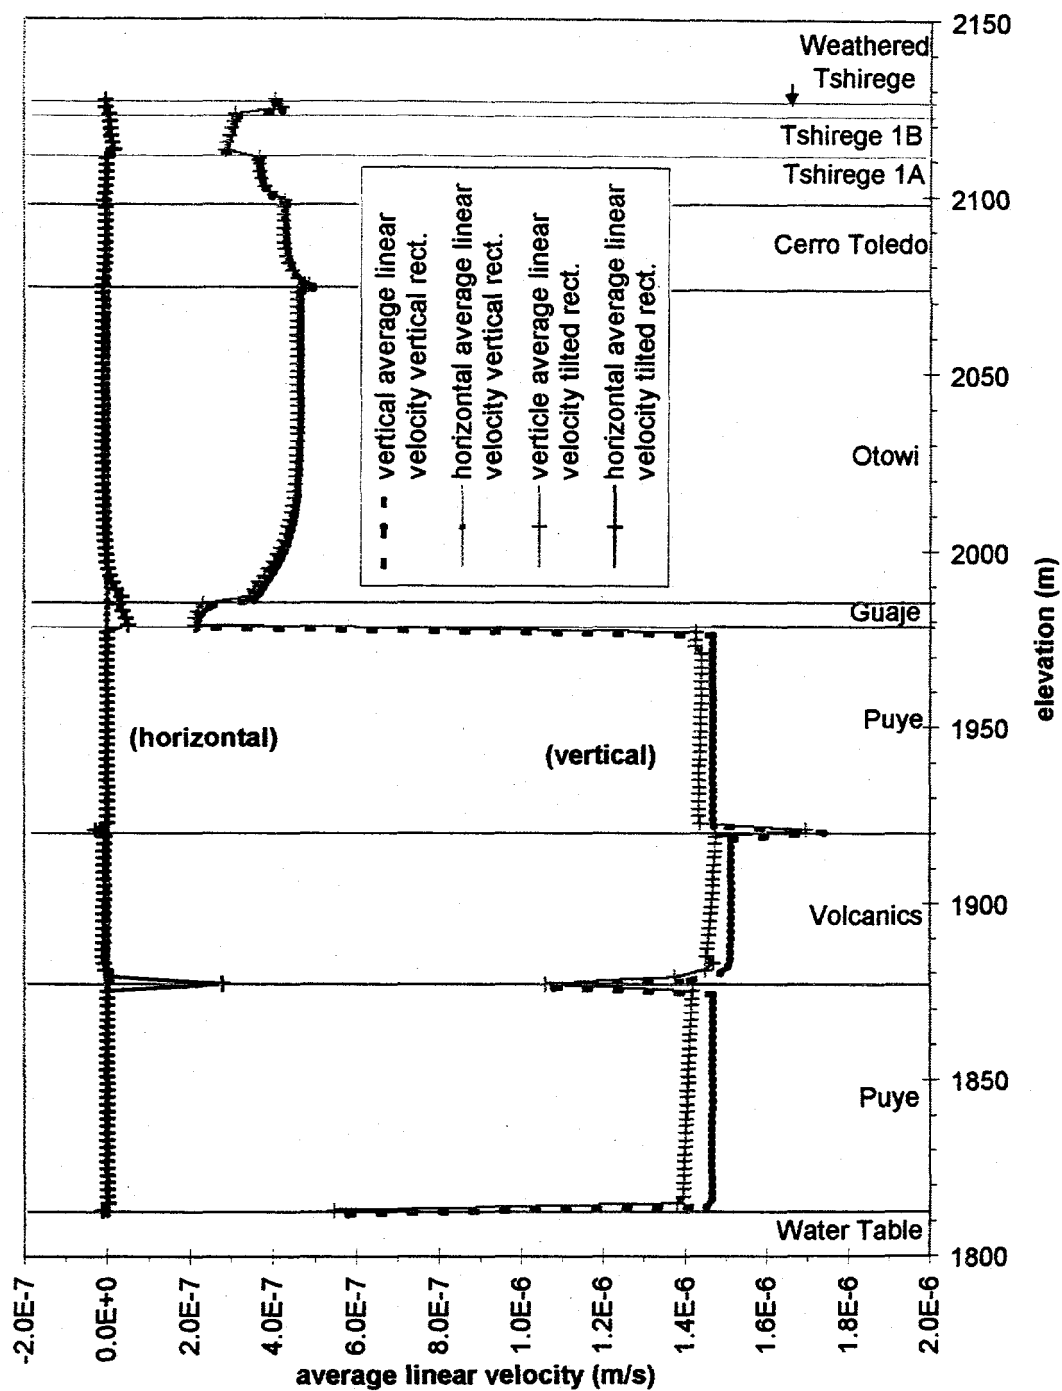 2150
Weathered
Tshirege
Tshirege 1B
Tshirege 1A
2100
Cerro Toledo
2050
Otowi
2000
Guaje
Puye
1950
Volcanics
1900
1850
Puye
Water Table
1800
elevation (m)
vertical average linear
velocity vertical rect.
horizontal average linear
velocity vertical rect.
verticle average linear
velocity tilted rect.
horizontal average linear
velocity tilted rect.
(horizontal)
(vertical)
-2.0E-7
0.0E+0
2.0E-7
4.0E-7
6.0E-7
8.0E-7
1.0E-6
1.2E-6
1.4E-6
1.6E-6
1.8E-6
2.0E-6
average linear velocity (m/s)